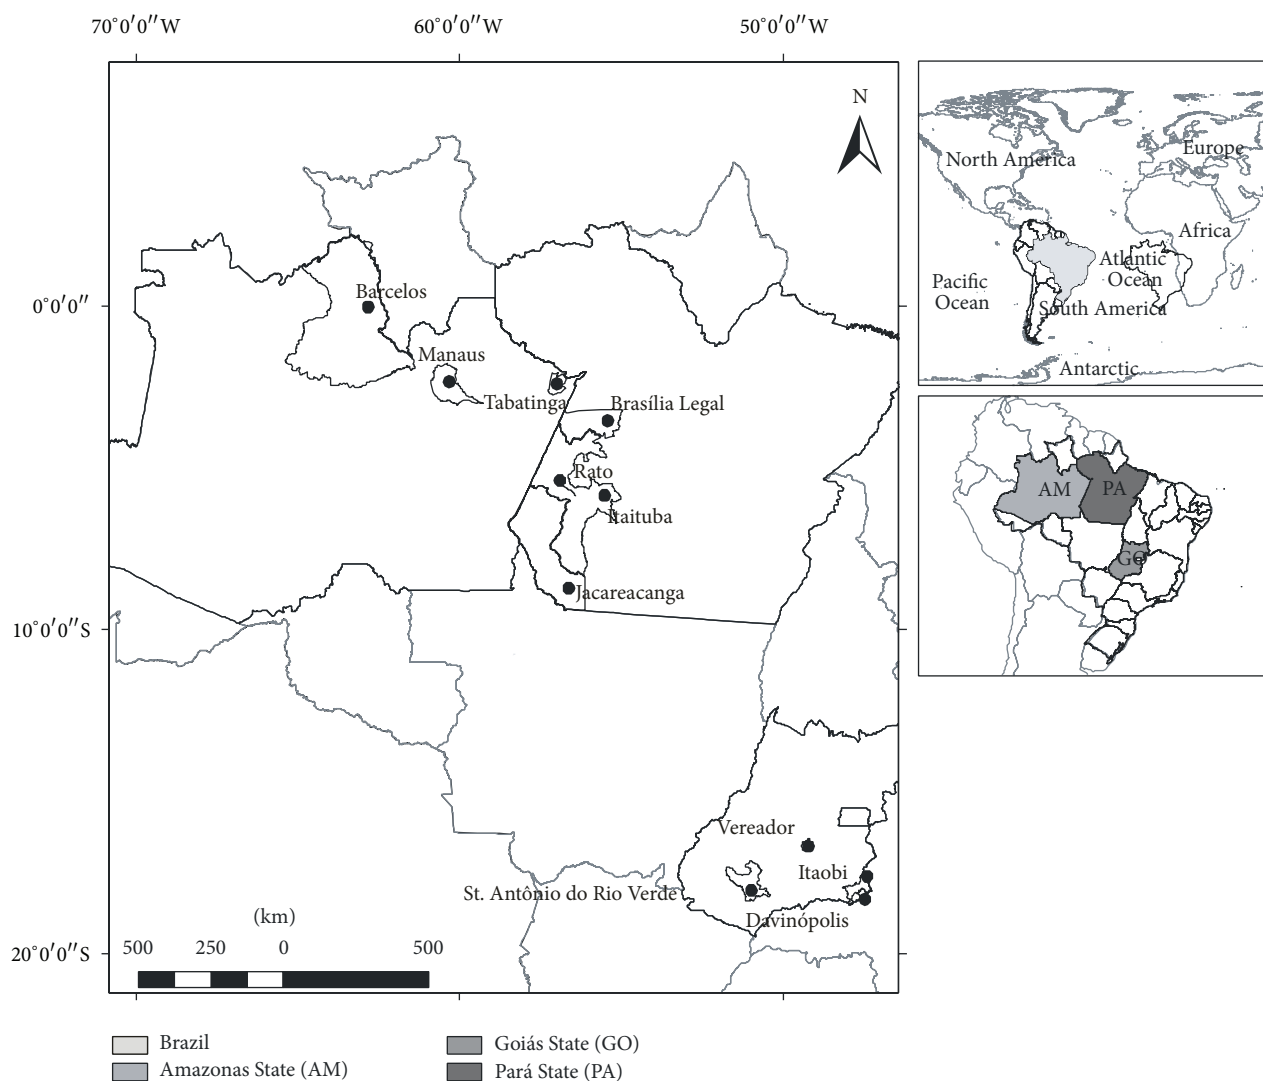 70°0′0″W
60°0′0″W
50°0′0″W
0°0′0″
10°0′0″S
20°0′0″S
N
Barcelos
Manaus
Tabatinga
Brasília Legal
Rato
Itaituba
Jacareacanga
Vereador
Itaobi
St. Antônio do Rio Verde
Davinópolis
(km)
500 250 0 500
North America
Europe
Africa
Atlantic
Ocean
Pacific
Ocean
South America
Antarctic
AM
PA
GO
Brazil
Amazonas State (AM)
Goiás State (GO)
Pará State (PA)